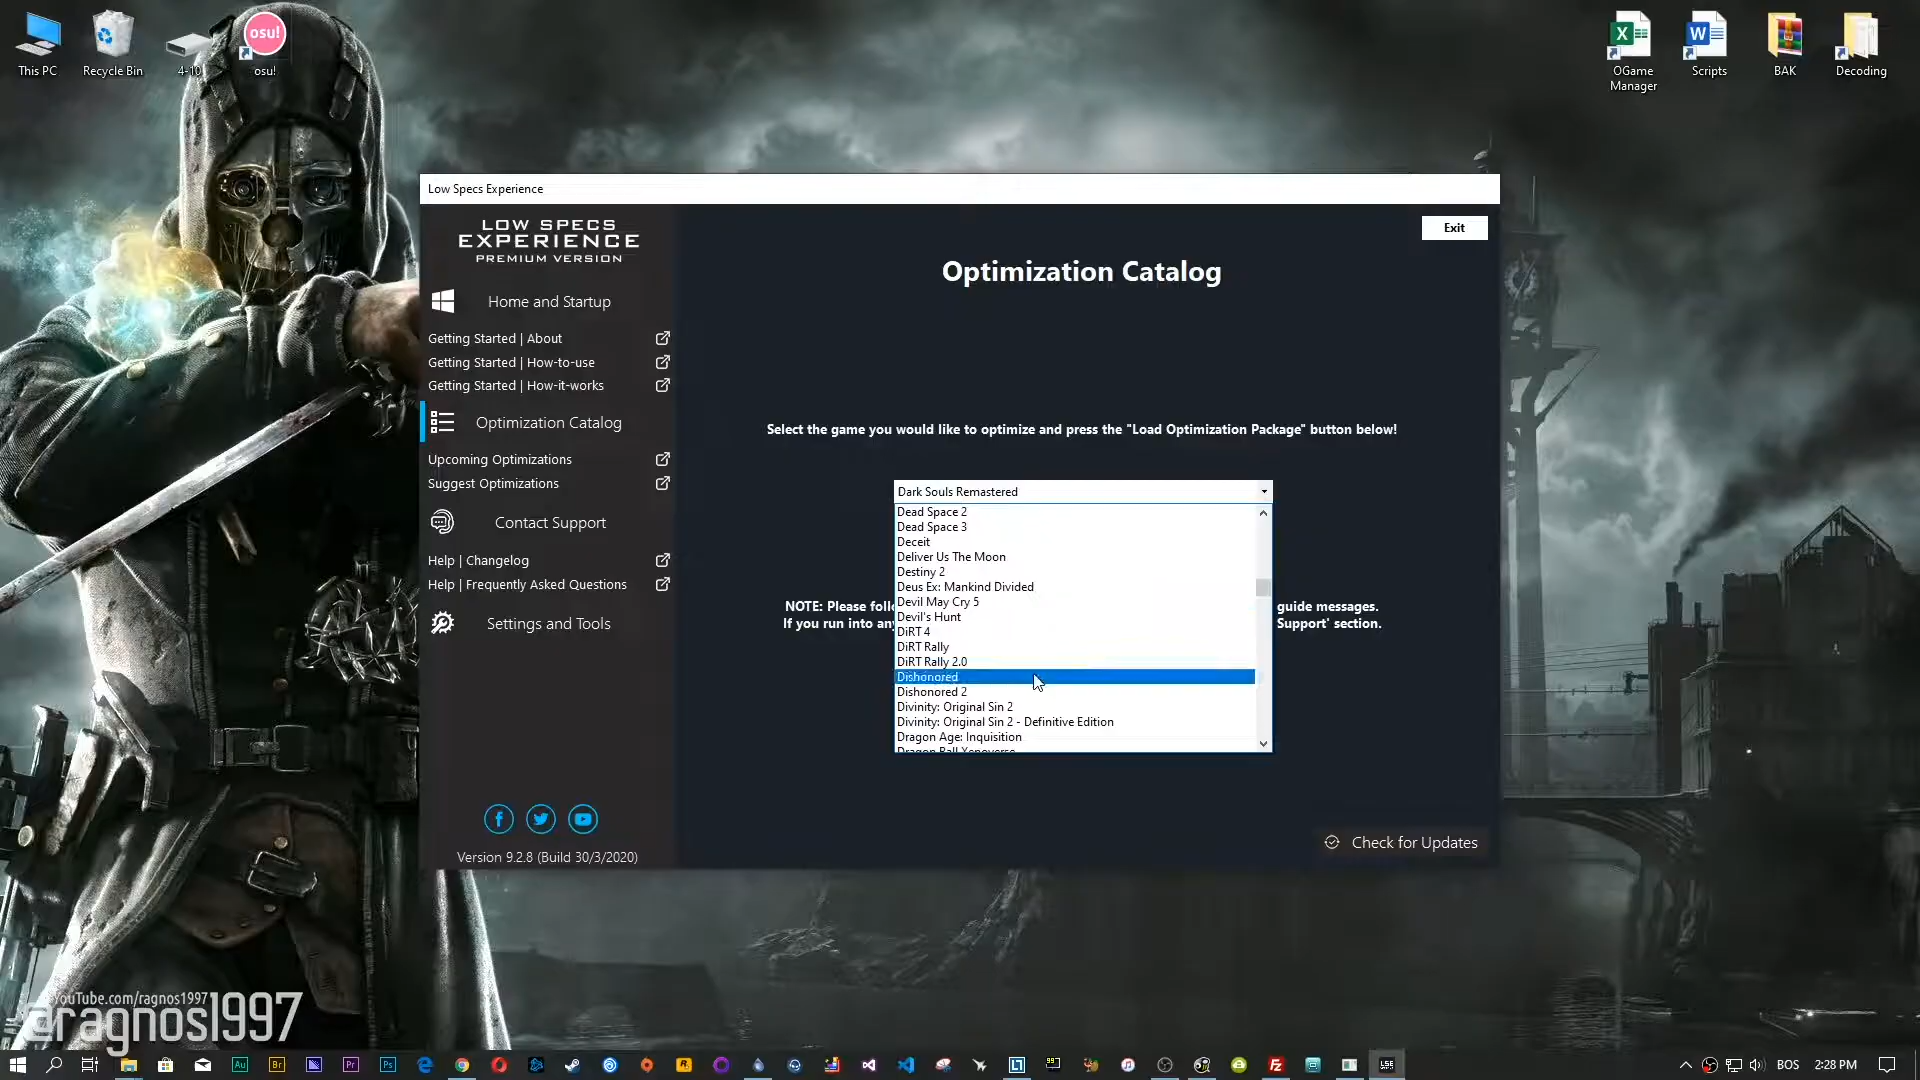 This PC
Recycle Bin
4-10
osu!
osu!
OGame
Manager
Scripts
BAK
Decoding
Low Specs Experience
LOW SPECS
EXPERIENCE
PREMIUM VERSION
Home and Startup
Getting Started | About
Getting Started | How-to-use
Getting Started | How-it-works
Optimization Catalog
Upcoming Optimizations
Suggest Optimizations
Contact Support
Help | Changelog
Help | Frequently Asked Questions
Settings and Tools
Version 9.2.8 (Build 30/3/2020)
Exit
Optimization Catalog
Select the game you would like to optimize and press the "Load Optimization Package" button below!
Dark Souls Remastered
Dead Space 2
Dead Space 3
Deceit
Deliver Us The Moon
Destiny 2
Deus Ex: Mankind Divided
Devil May Cry 5
Devil's Hunt
DiRT 4
DiRT Rally
DiRT Rally 2.0
Dishonored
Dishonored 2
Divinity: Original Sin 2
Divinity: Original Sin 2 - Definitive Edition
Dragon Age: Inquisition
Dragon Ball Xenoverse
NOTE: Please foll
guide messages.
If you run into any
Support' section.
Check for Updates
YouTube.com/ragnos1997
aragnos1997
BOS
2:28 PM